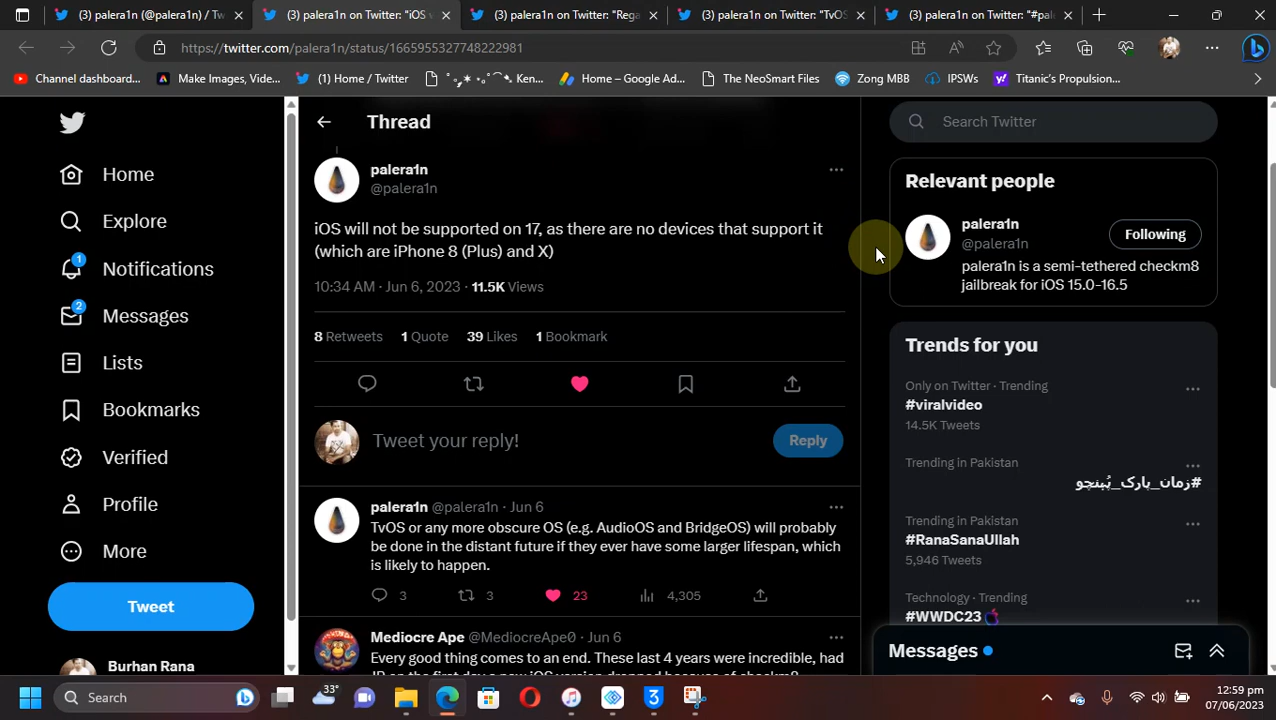 (3) palera1n (@palera1n) / Tw
(3) palera1n on Twitter: "iOS w
(3) palera1n on Twitter: "Rega
(3) palera1n on Twitter: "TvOS
(3) palera1n on Twitter: "#pal
https://twitter.com/palera1n/status/1665955327748222981
Channel dashboard...
Make Images, Vide...
(1) Home / Twitter
Ken...
Home – Google Ad...
The NeoSmart Files
Zong MBB
IPSWs
Titanic's Propulsion...
Home
Explore
1
Notifications
2
Messages
Lists
Bookmarks
Verified
Profile
More
Tweet
Burhan Rana
Thread
palera1n
@palera1n
iOS will not be supported on 17, as there are no devices that support it
(which are iPhone 8 (Plus) and X)
10:34 AM · Jun 6, 2023 · 11.5K Views
8 Retweets 1 Quote 39 Likes 1 Bookmark
Tweet your reply!
Reply
palera1n @palera1n · Jun 6
TvOS or any more obscure OS (e.g. AudioOS and BridgeOS) will probably
be done in the distant future if they ever have some larger lifespan, which
is likely to happen.
3 3 23 4,305
Mediocre Ape @MediocreApe0 · Jun 6
Every good thing comes to an end. These last 4 years were incredible, had
Search Twitter
Relevant people
palera1n
@palera1n
Following
palera1n is a semi-tethered checkm8
jailbreak for iOS 15.0-16.5
Trends for you
Only on Twitter · Trending
#viralvideo
14.5K Tweets
Trending in Pakistan
#زمان_پارک_پُہنچو
Trending in Pakistan
#RanaSanaUllah
5,946 Tweets
Technology · Trending
#WWDC23
Messages
Search
33°
3
12:59 pm
07/06/2023